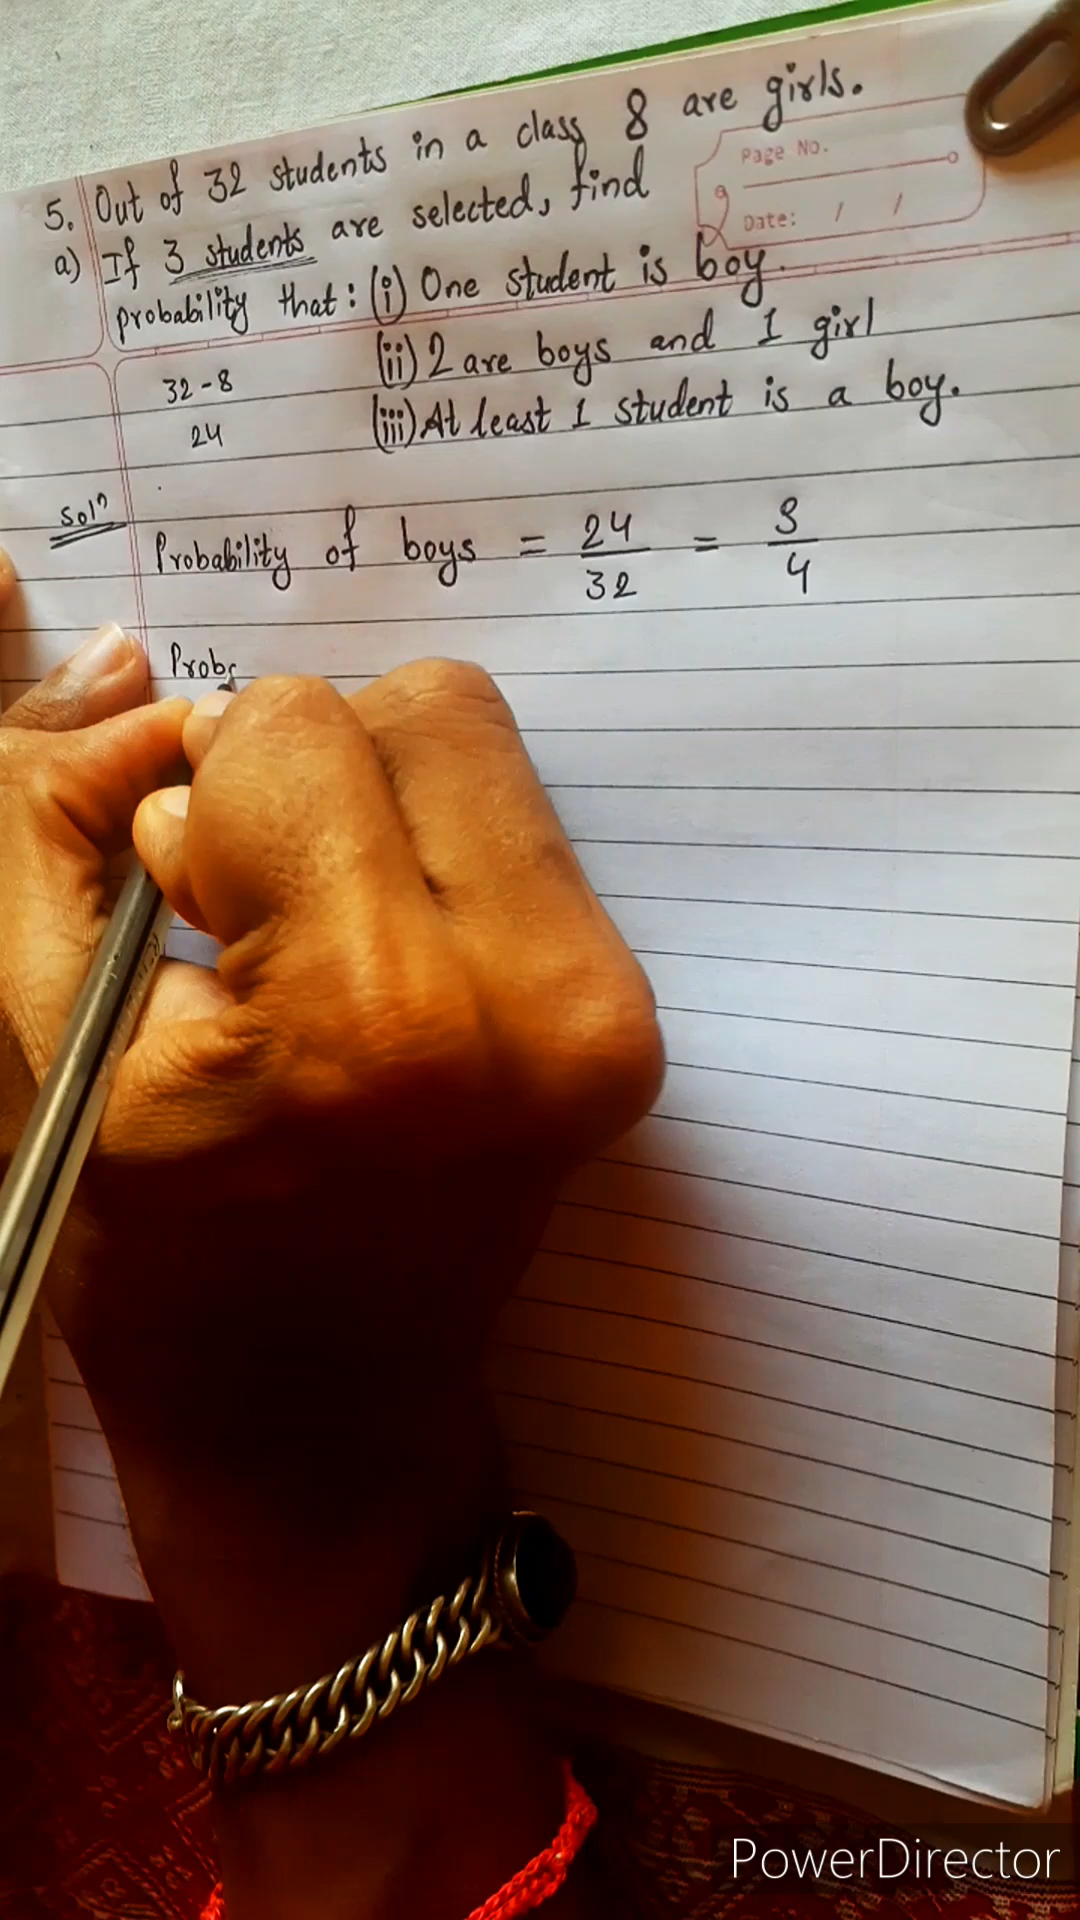 5. Out of 32 students in a class 8 are girls.
a) If 3 students are selected, find
probability that: (i) One student is boy.
(ii) 2 are boys and 1 girl
(iii) At least 1 student is a boy.
32-8
24
Page No.
Date: / /
Solⁿ
Probability of boys = 24/32 = 3/4
Proba
PowerDirector